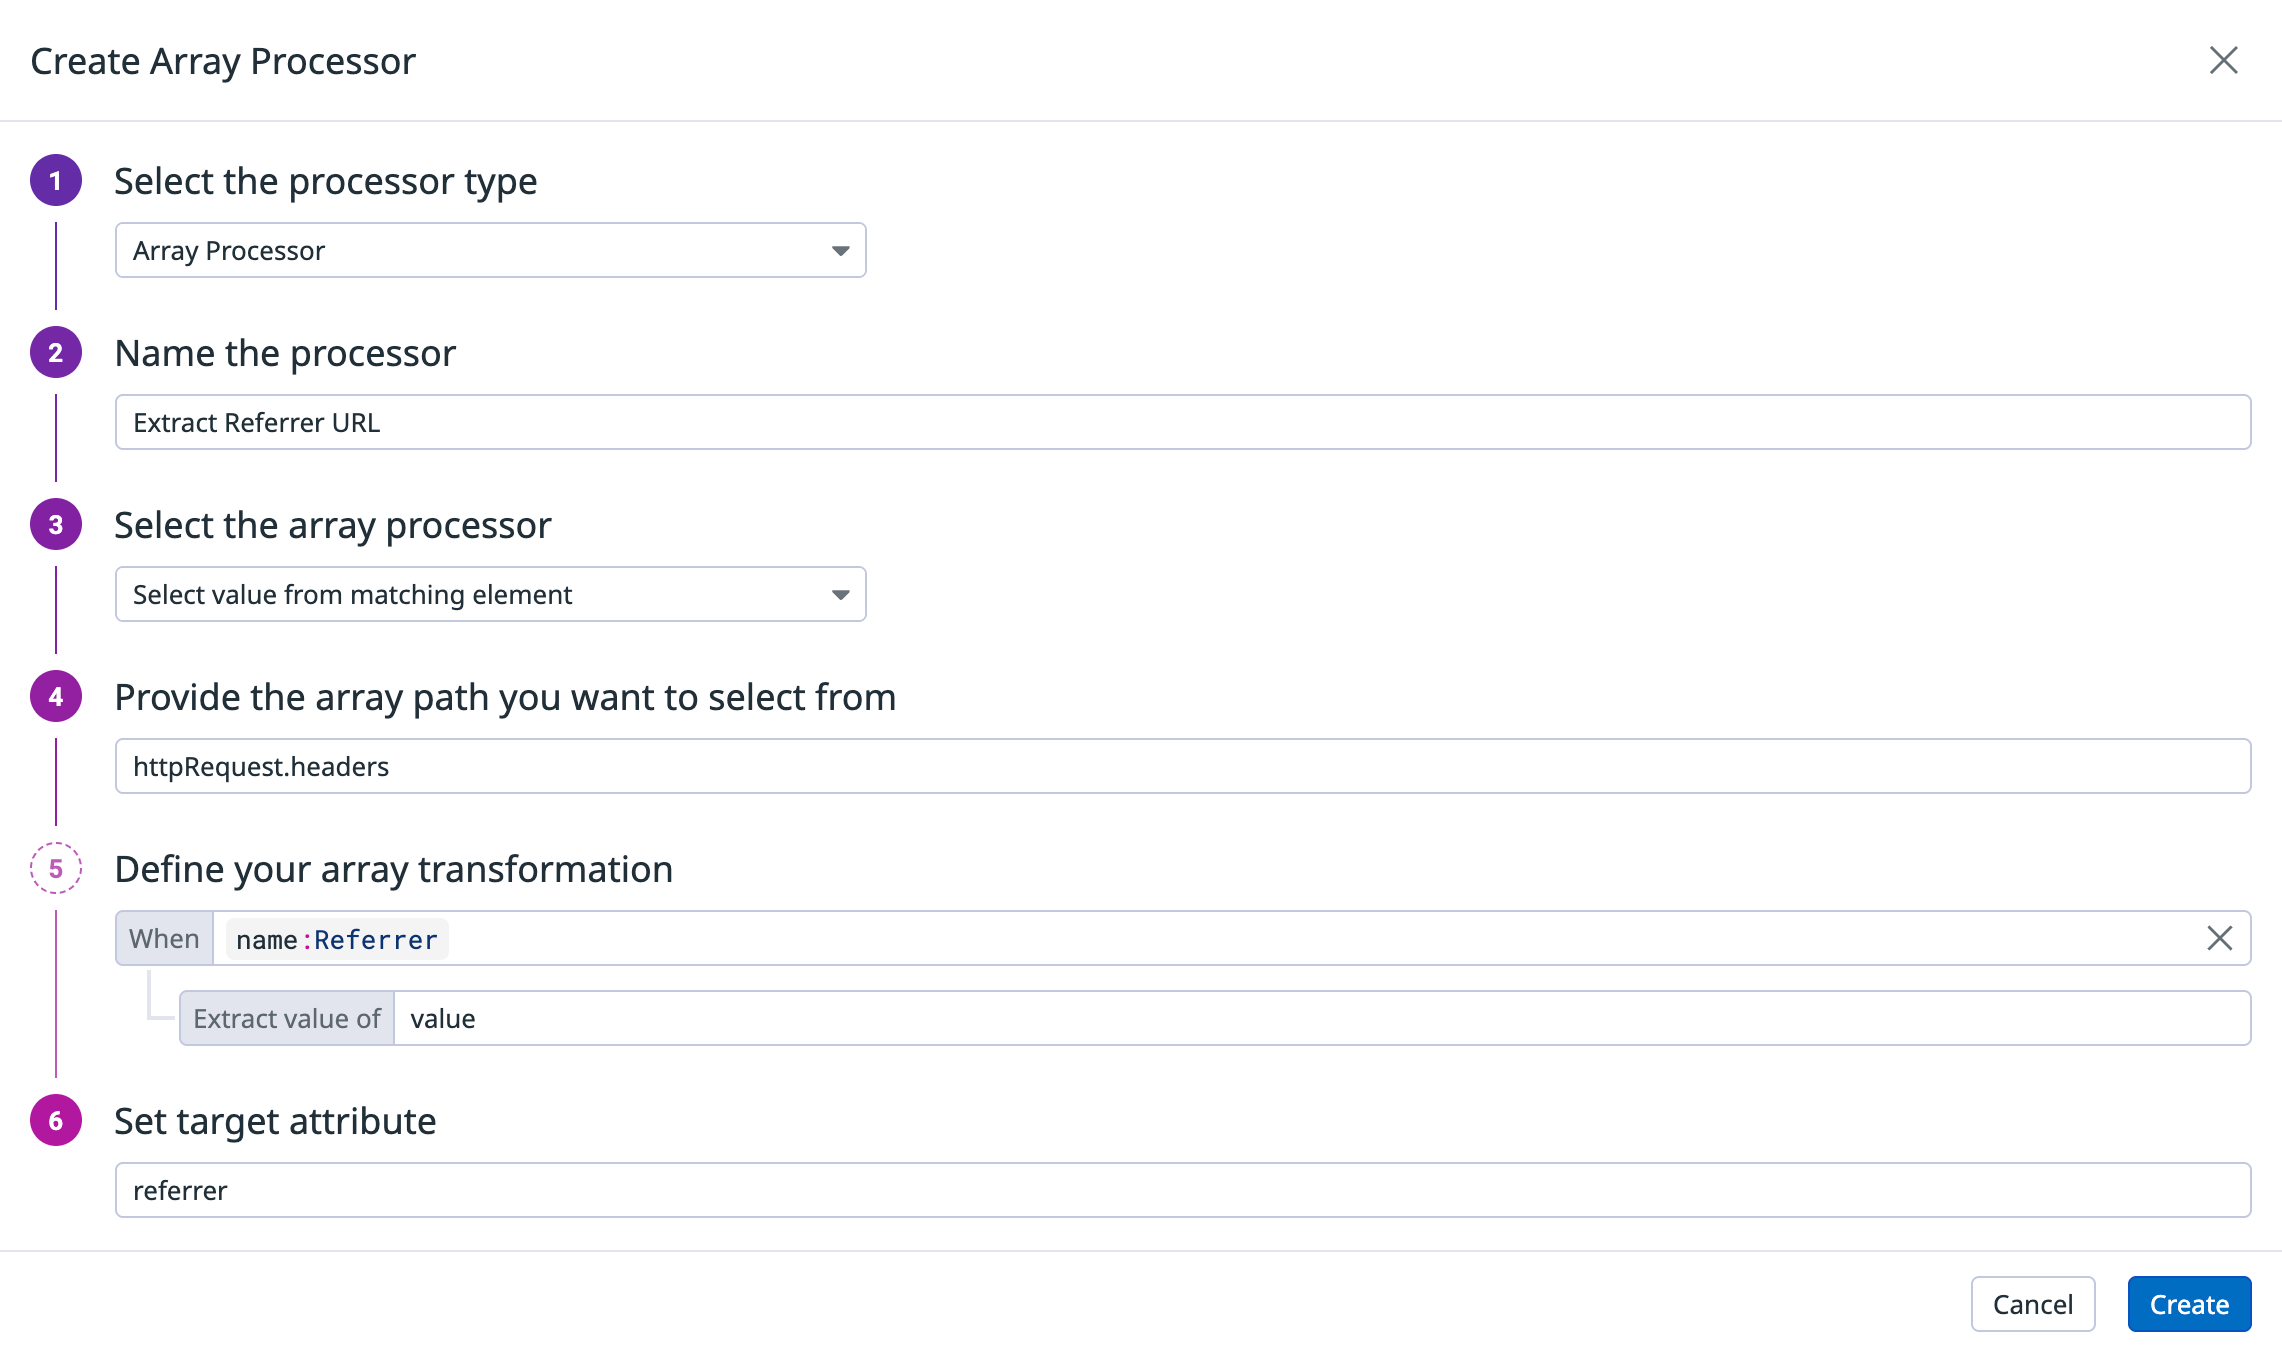 Create Array Processor
1 Select the processor type
Array Processor
2 Name the processor
Extract Referrer URL
3 Select the array processor
Select value from matching element
4 Provide the array path you want to select from
httpRequest.headers
5 Define your array transformation
When name:Referrer
Extract value of value
6 Set target attribute
referrer
Cancel Create